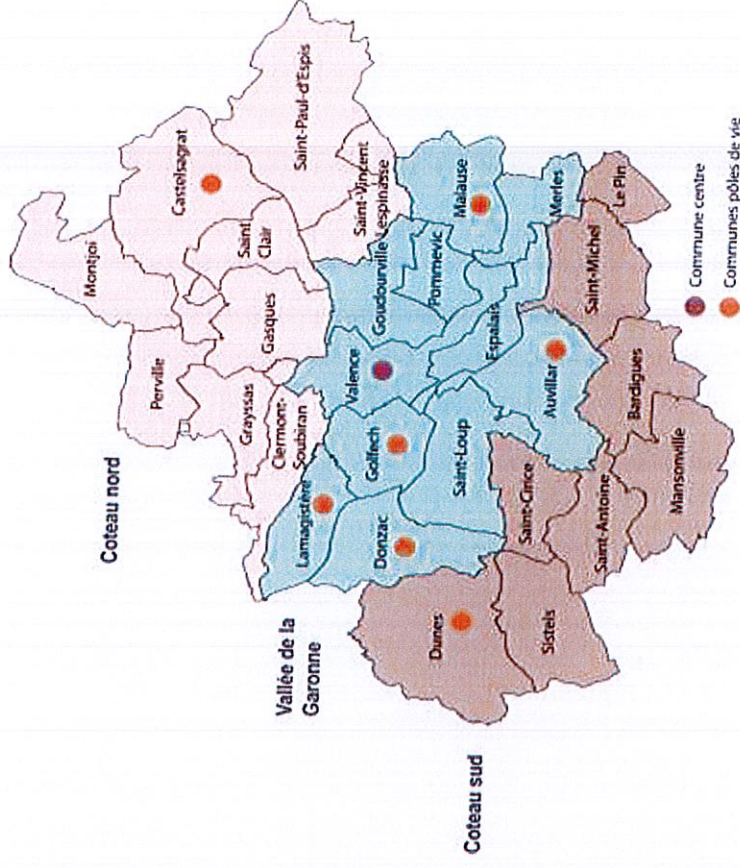 Coteau nord
Montjoi
Perville
Castelsagrat
Saint
Clair
Gasques
Grayssas
Clermont-
Soubiran
Saint-Paul-d'Espis
Saint-Vincent
Lespinasse
Vallée de la
Garonne
Lamagistère
Golfech
Valence
Goudourville
Pommevic
Malause
Merles
Espalais
Donzac
Saint-Loup
Auvillar
Coteau sud
Dunes
Sistels
Saint-Cirice
Saint-Antoine
Mansonville
Bardigues
Saint-Michel
Le Pin
Commune centre
Communes pôles de vie